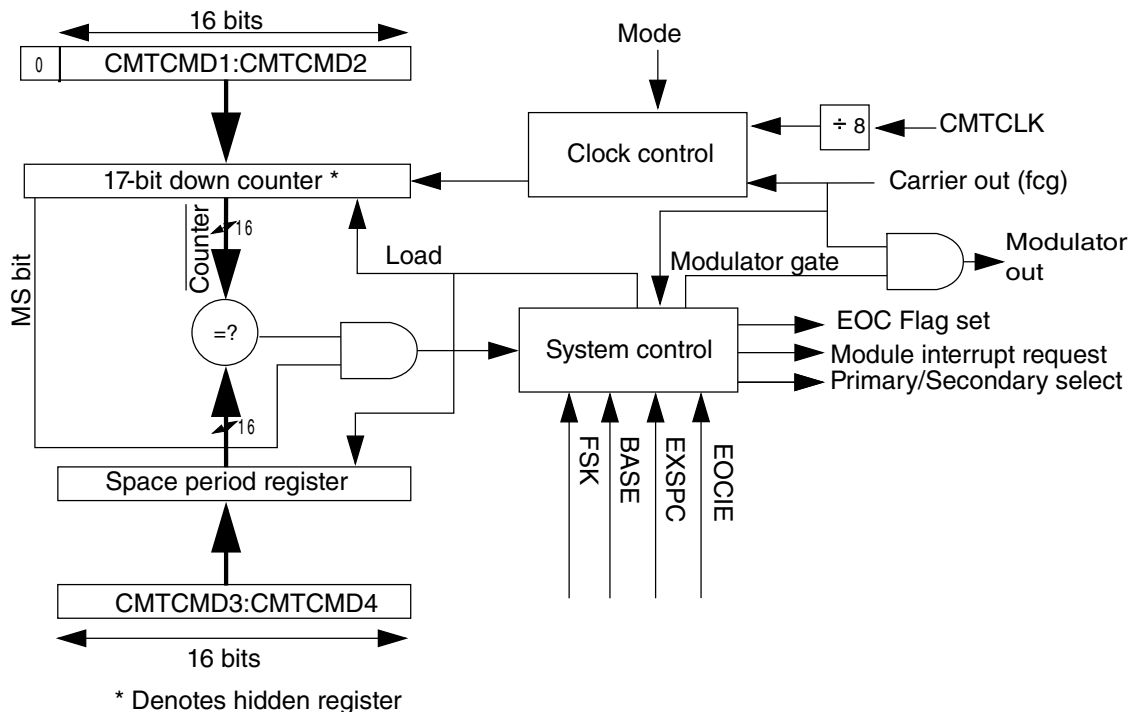 16 bits
0
CMTCMD1:CMTCMD2
Mode
÷ 8
CMTCLK
Clock control
17-bit down counter *
Carrier out (fcg)
MS bit
Counter
16
Load
Modulator gate
Modulator
out
=?
System control
EOC Flag set
Module interrupt request
Primary/Secondary select
16
FSK
BASE
EXSPC
EOCIE
Space period register
CMTCMD3:CMTCMD4
16 bits
* Denotes hidden register